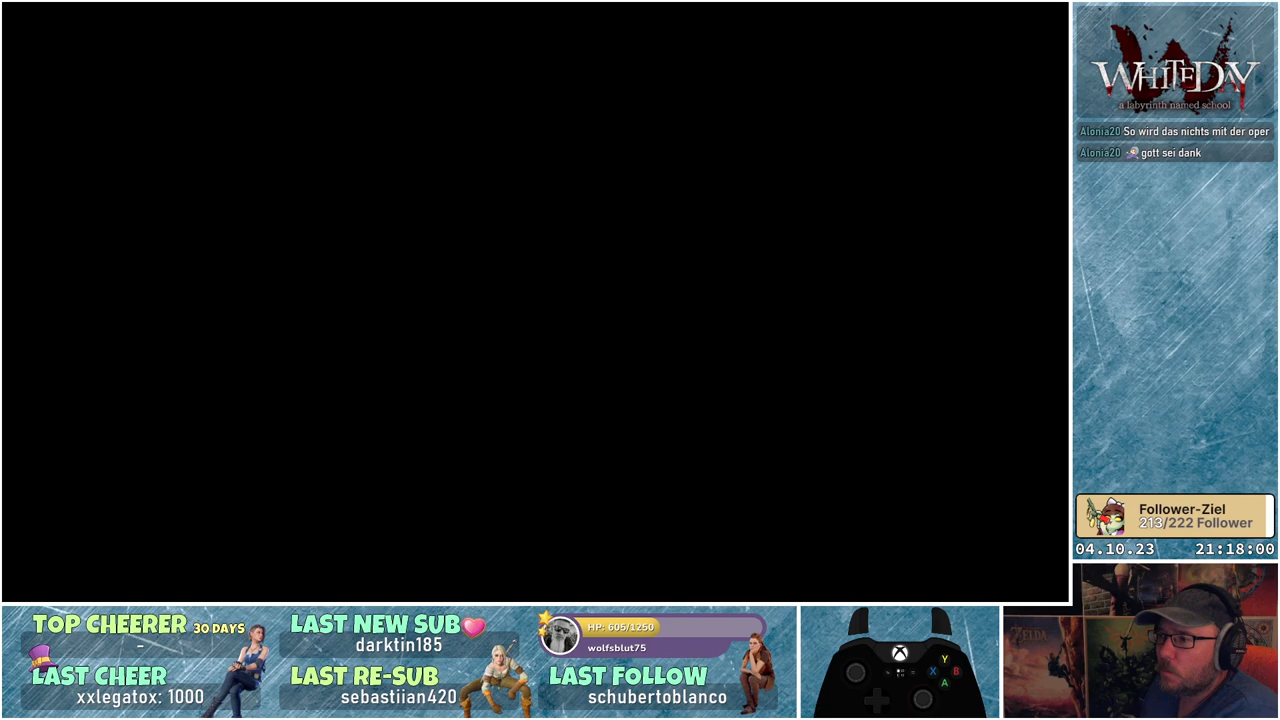 WHITEDAY
a labyrinth named school
Alonia20 So wird das nichts mit der oper
Alonia20 gott sei dank
Follower-Ziel
213/222 Follower
04.10.23 21:18:00
TOP CHEERER 30 DAYS
-
LAST CHEER
xxlegatox: 1000
LAST NEW SUB
darktin185
LAST RE-SUB
sebastiian420
HP: 605/1250
wolfsblut75
LAST FOLLOW
schubertoblanco
Y
X
B
A
ZELDA